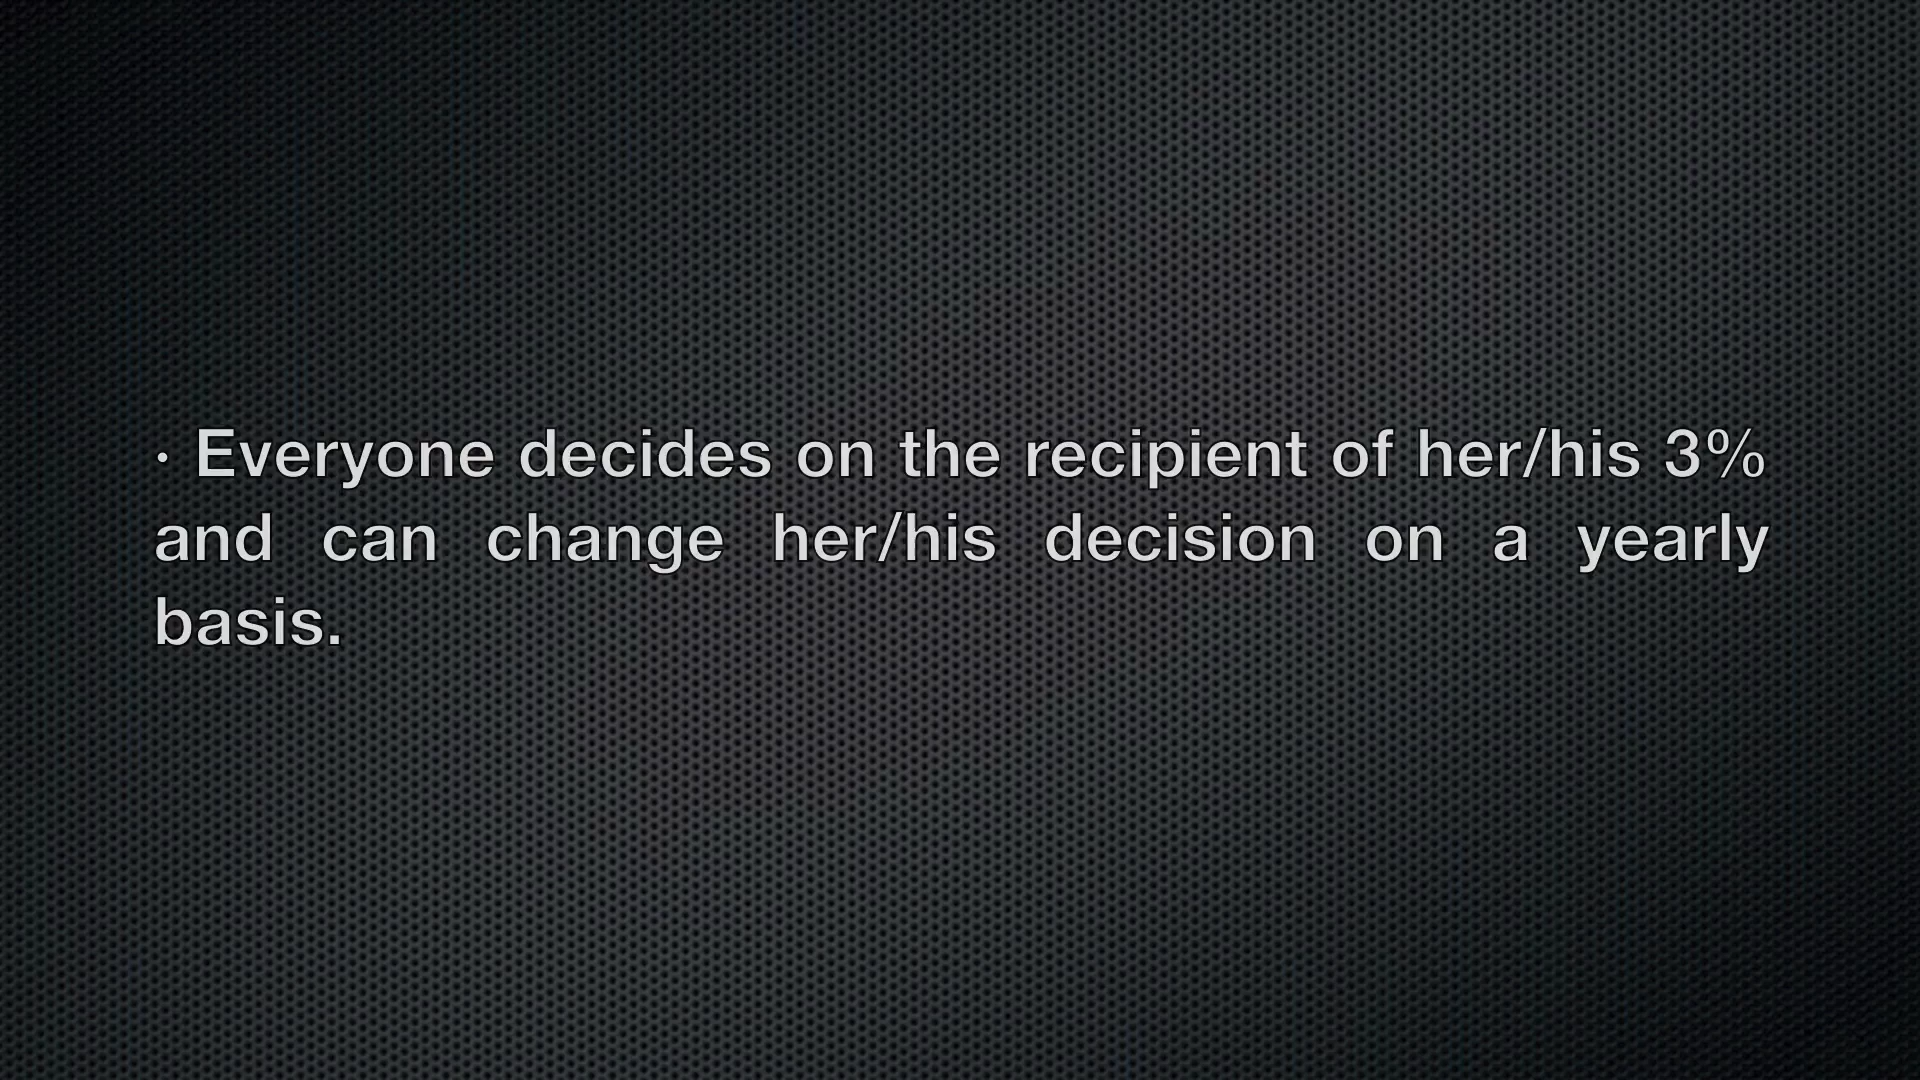 · Everyone decides on the recipient of her/his 3%
and can change her/his decision on a yearly
basis.